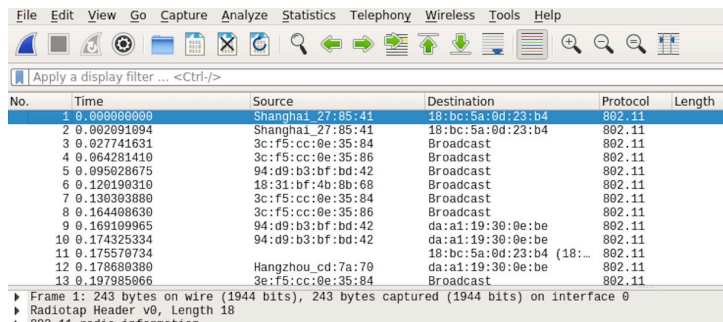 File Edit View Go Capture Analyze Statistics Telephony Wireless Tools Help
Apply a display filter ... <Ctrl-/>
No. Time Source Destination Protocol Length
1 0.000000000 Shanghai_27:85:41 18:bc:5a:0d:23:b4 802.11
2 0.002091094 Shanghai_27:85:41 18:bc:5a:0d:23:b4 802.11
3 0.027741631 3c:f5:cc:0e:35:84 Broadcast 802.11
4 0.064281410 3c:f5:cc:0e:35:86 Broadcast 802.11
5 0.095028675 94:d9:b3:bf:bd:42 Broadcast 802.11
6 0.120190310 18:31:bf:4b:8b:68 Broadcast 802.11
7 0.130303880 3c:f5:cc:0e:35:84 Broadcast 802.11
8 0.164408630 3c:f5:cc:0e:35:86 Broadcast 802.11
9 0.169109965 94:d9:b3:bf:bd:42 da:a1:19:30:0e:be 802.11
10 0.174325334 94:d9:b3:bf:bd:42 da:a1:19:30:0e:be 802.11
11 0.175570734 18:bc:5a:0d:23:b4 (18:… 802.11
12 0.178680380 Hangzhou_cd:7a:70 da:a1:19:30:0e:be 802.11
13 0.197985066 3e:f5:cc:0e:35:84 Broadcast 802.11
Frame 1: 243 bytes on wire (1944 bits), 243 bytes captured (1944 bits) on interface 0
Radiotap Header v0, Length 18
802.11 radio information